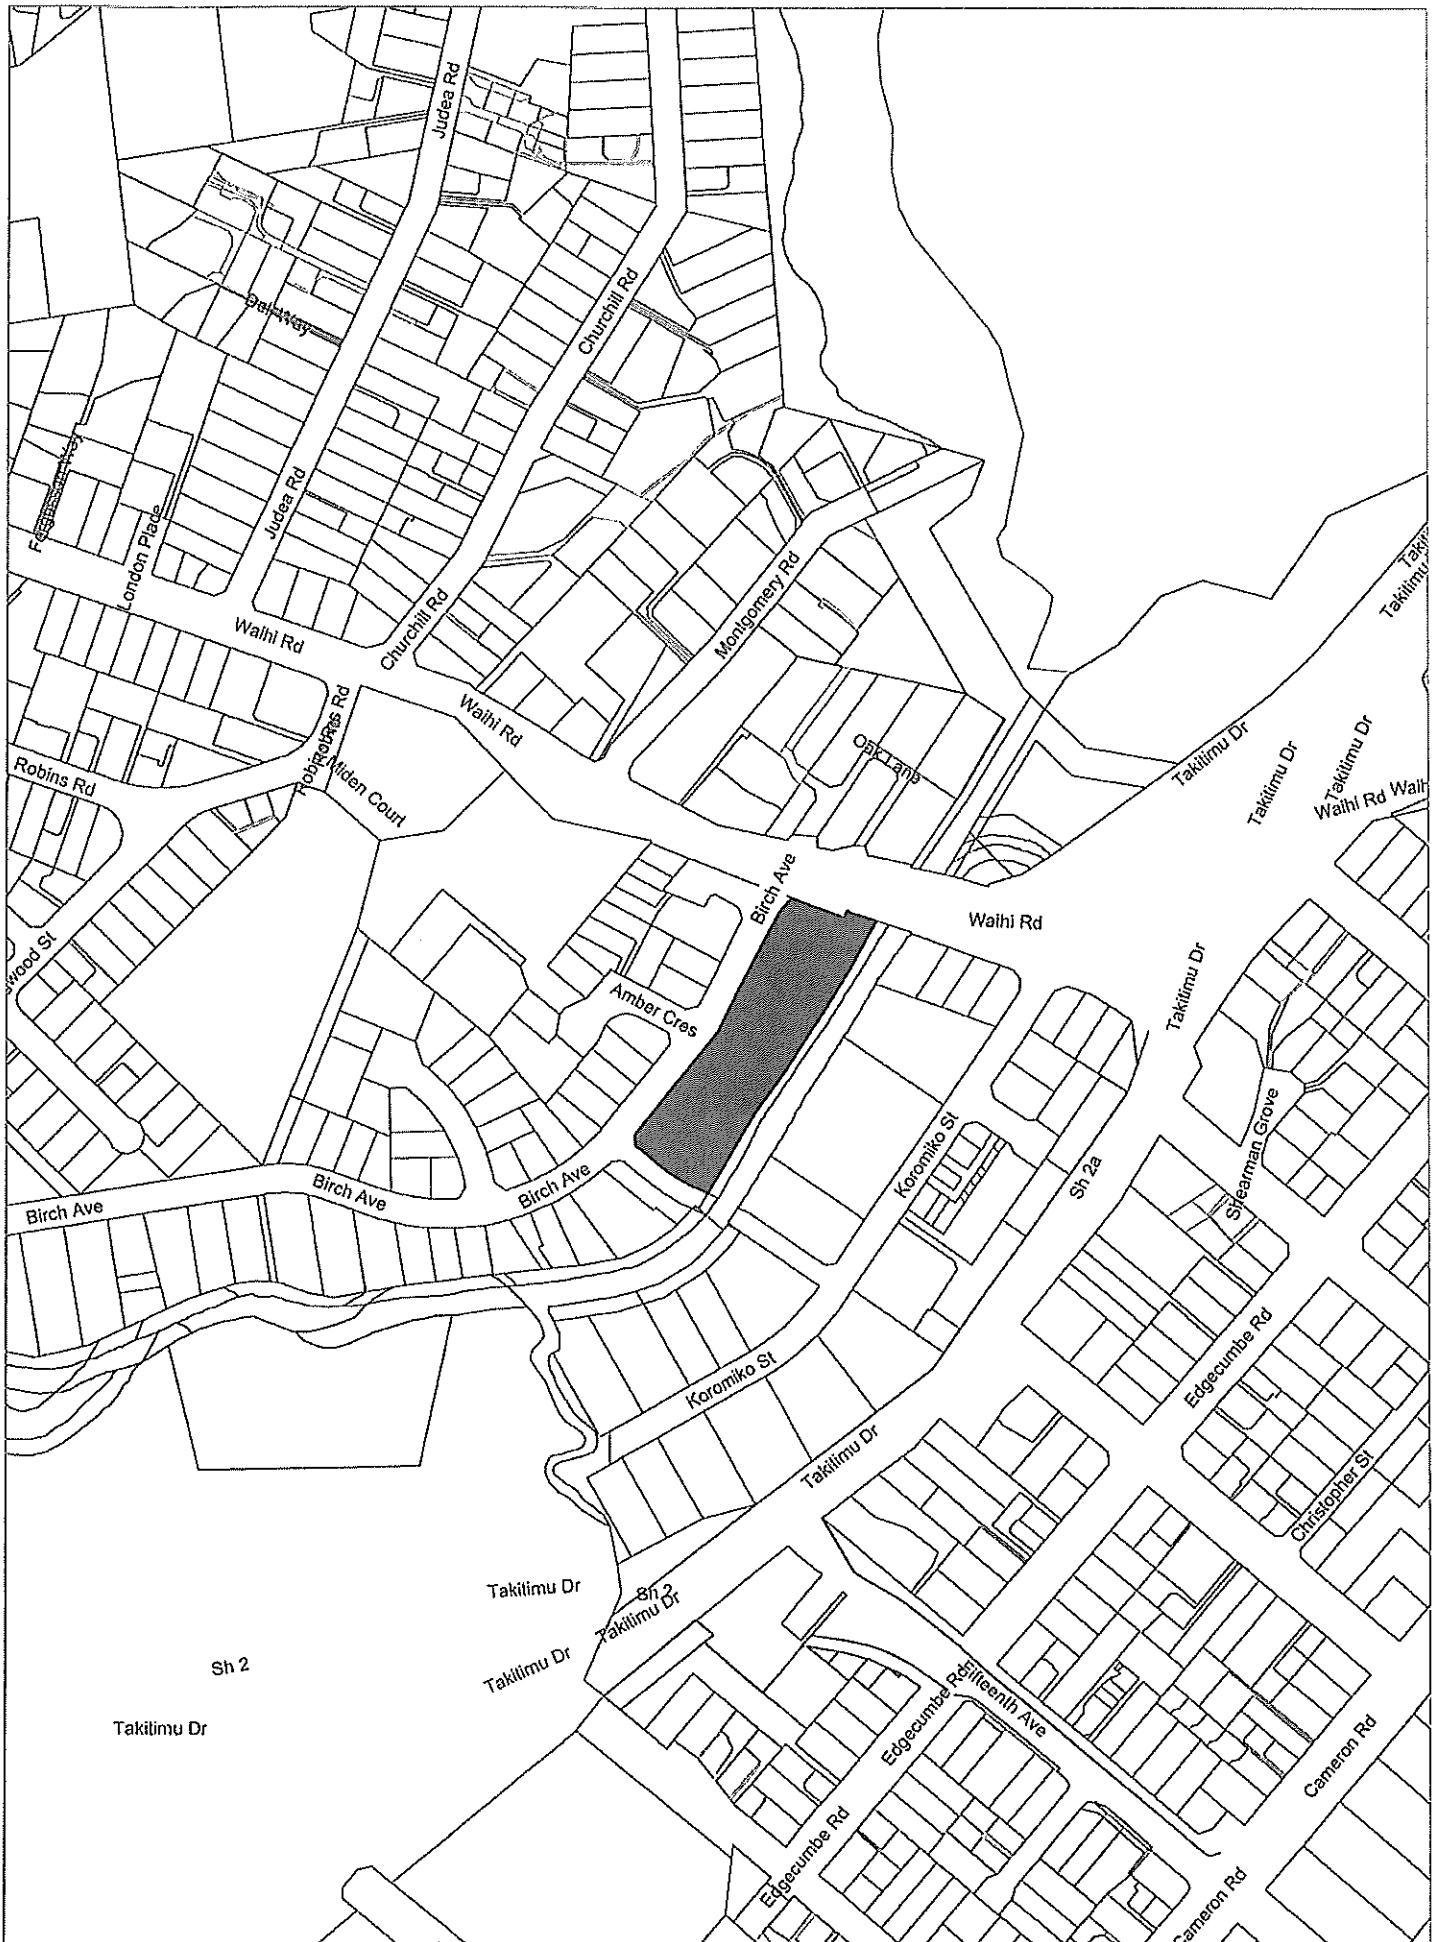 Judea Rd
Churchill Rd
Dale Way
Judea Rd
London Place
Waihi Rd
Churchill Rd
Montgomery Rd
Waihi Rd
Oak Lane
Takitimu Dr
Takitimu Dr
Takitimu Dr
Takitimu Dr
Waihi Rd
Robins Rd
Miden Court
Birch Ave
Waihi Rd
Takitimu Dr
Amber Cres
Koromiko St
Sh 2a
Shearman Grove
Birch Ave
Birch Ave
Birch Ave
Edgecumbe Rd
Koromiko St
Takitimu Dr
Christopher St
Takitimu Dr
Sh 2
Takitimu Dr
Takitimu Dr
Sh 2
Takitimu Dr
Edgecumbe Rd
Fifteenth Ave
Cameron Rd
Edgecumbe Rd
Cameron Rd